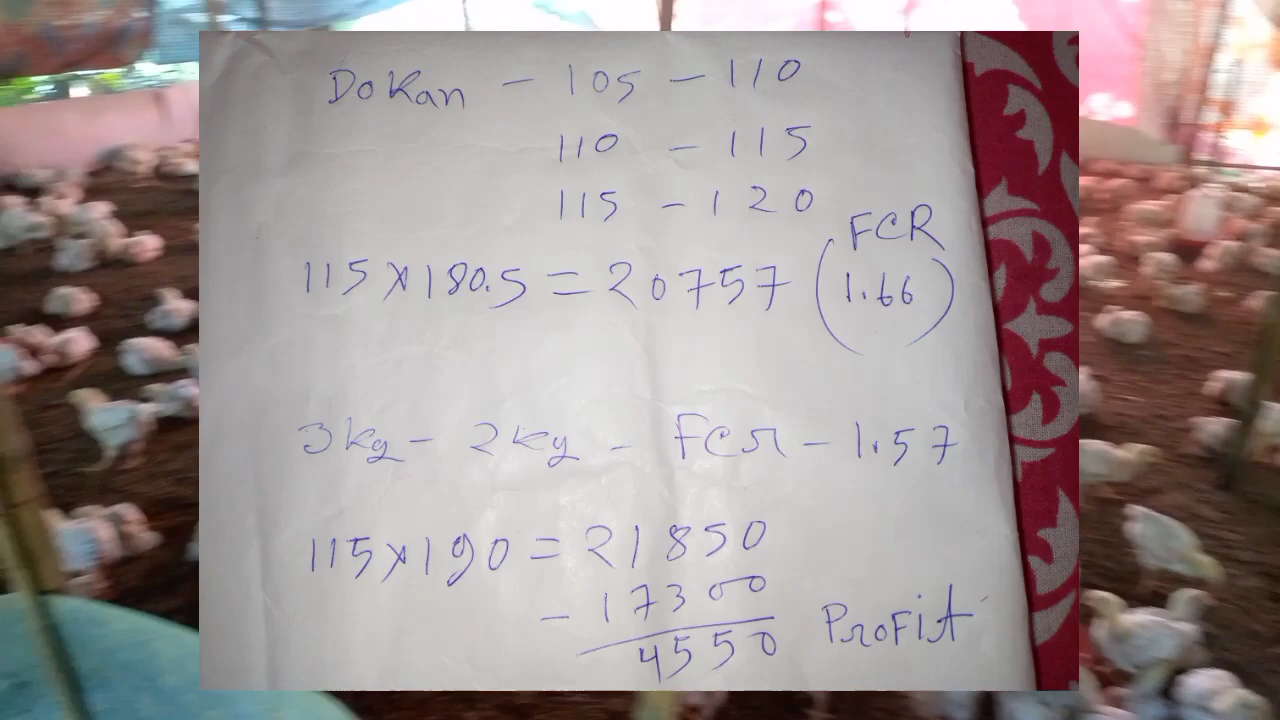 Dokan - 105 - 110
110 - 115
115 - 120
115 x 180.5 = 20757 (FCR 1.66)
3kg - 2kg - FCR - 1.57
115 x 190 = 21850
- 17300
4550 Profit